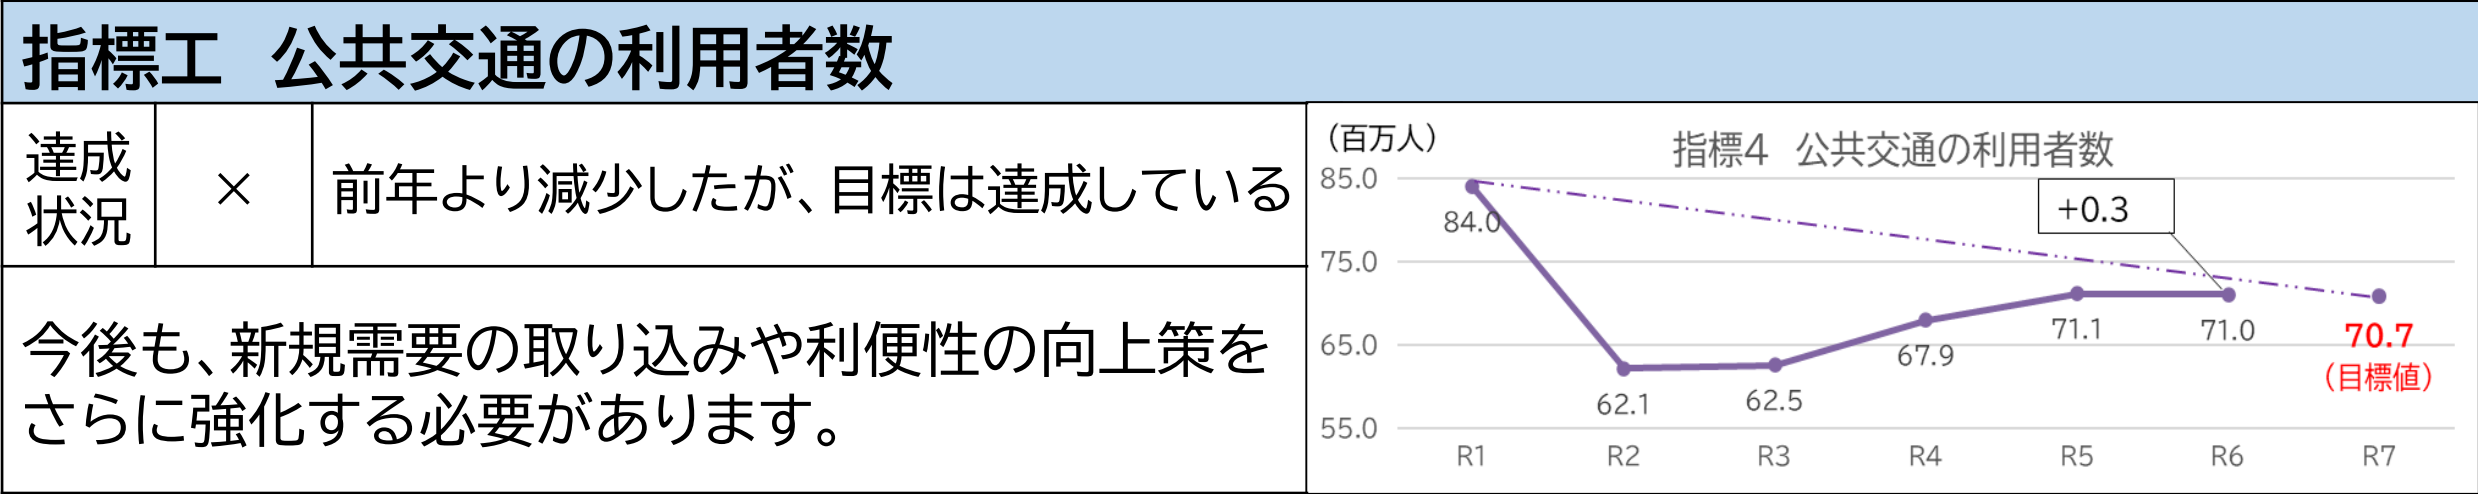 指標エ　公共交通の利用者数
達成
状況
×
前年より減少したが、目標は達成している
今後も、新規需要の取り込みや利便性の向上策を
さらに強化する必要があります。
（百万人）
指標4　公共交通の利用者数
85.0
75.0
65.0
55.0
84.0
62.1
62.5
67.9
71.1
71.0
+0.3
70.7
（目標値）
R1 R2 R3 R4 R5 R6 R7